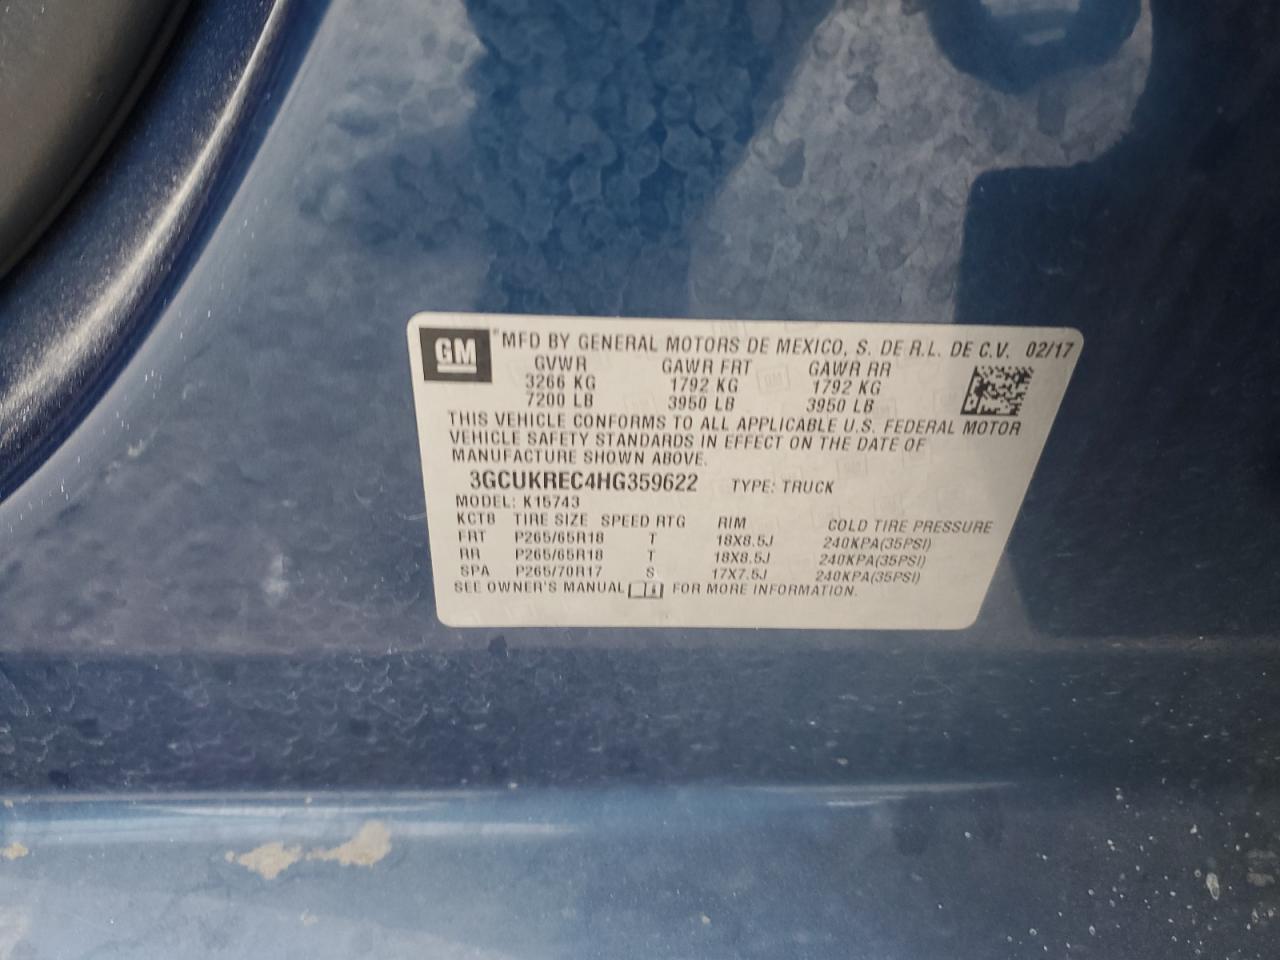 GM ® MFD BY GENERAL MOTORS DE MEXICO, S. DE R.L. DE C.V. 02/17
GVWR GAWR FRT GAWR RR
3266 KG 1792 KG 1792 KG
7200 LB 3950 LB 3950 LB
THIS VEHICLE CONFORMS TO ALL APPLICABLE U.S. FEDERAL MOTOR
VEHICLE SAFETY STANDARDS IN EFFECT ON THE DATE OF
MANUFACTURE SHOWN ABOVE.
3GCUKREC4HG359622 TYPE: TRUCK
MODEL: K15743
KCTB TIRE SIZE SPEED RTG RIM COLD TIRE PRESSURE
FRT P265/65R18 T 18X8.5J 240KPA(35PSI)
RR P265/65R18 T 18X8.5J 240KPA(35PSI)
SPA P265/70R17 S 17X7.5J 240KPA(35PSI)
SEE OWNER'S MANUAL FOR MORE INFORMATION.